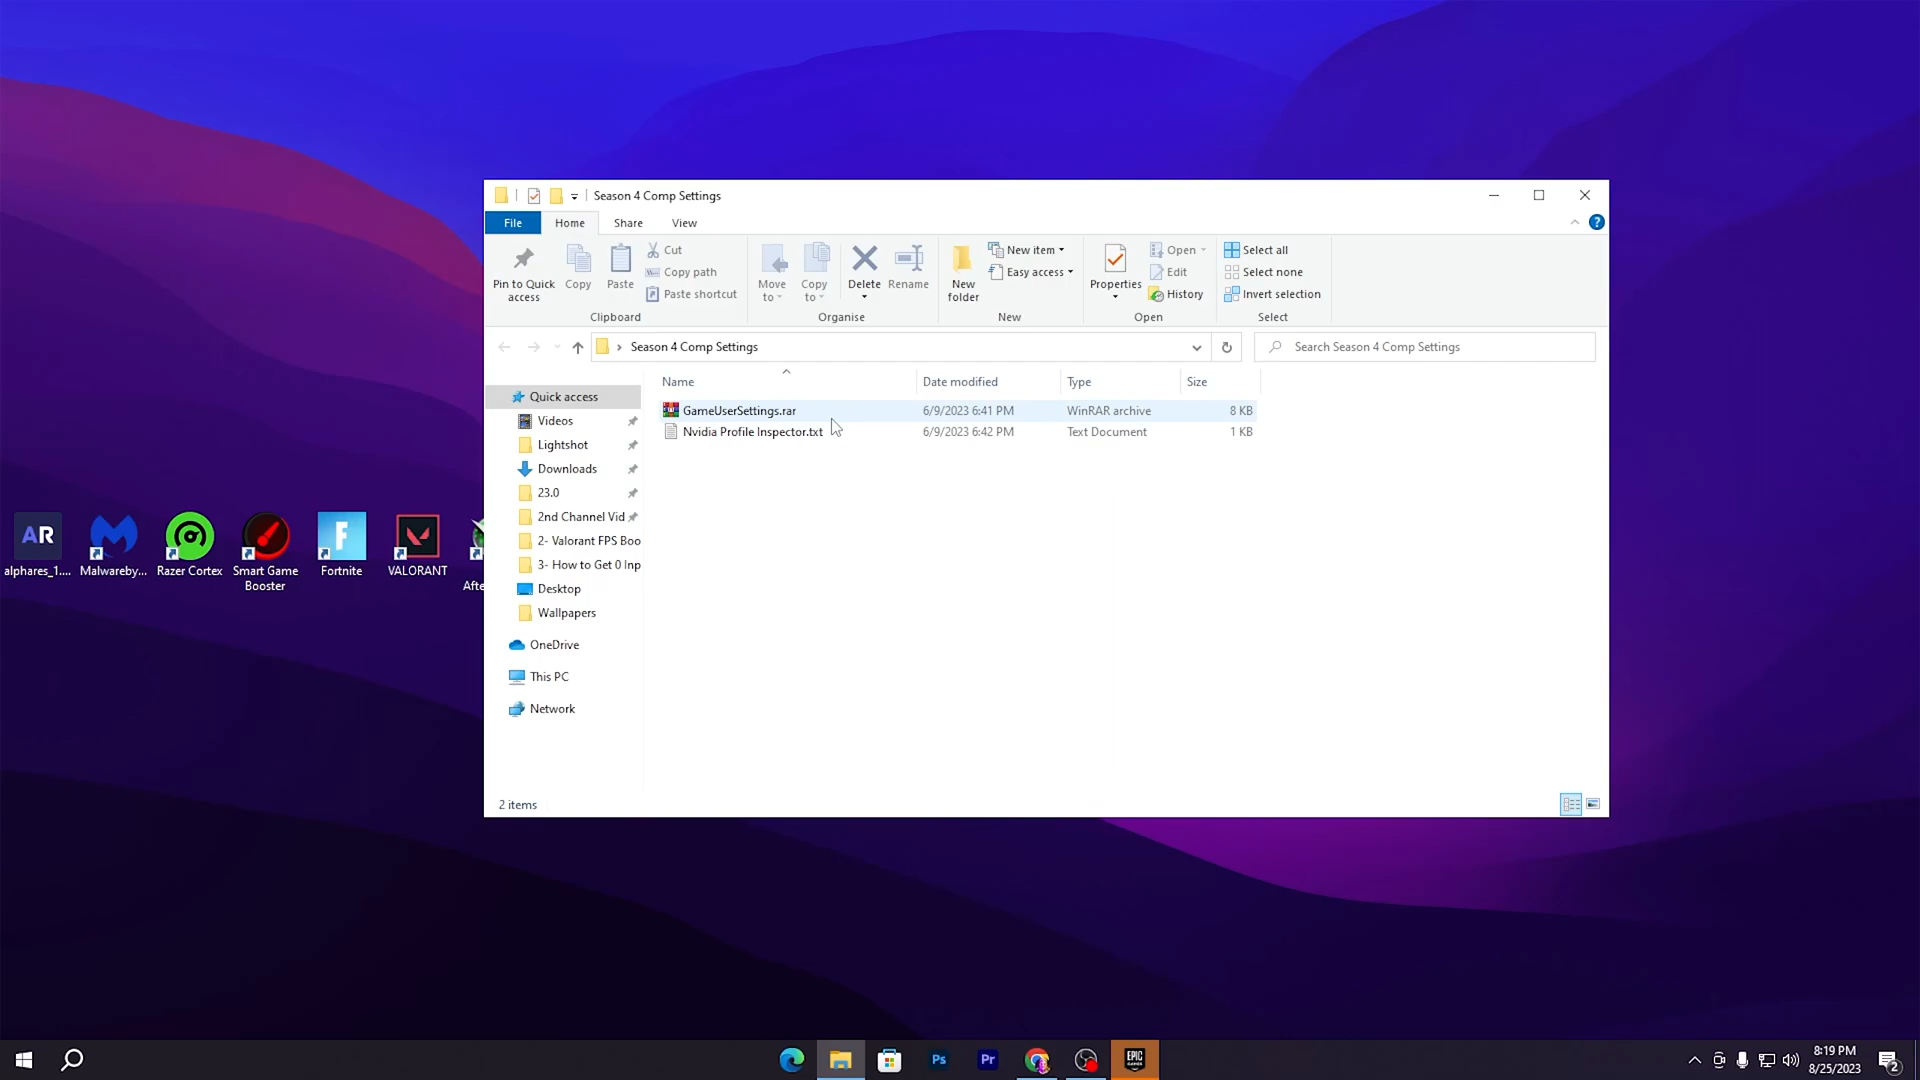 Season 4 Comp Settings
File Home Share View
Pin to Quick access
Copy
Paste
Cut
Copy path
Paste shortcut
Clipboard
Move to
Copy to
Delete
Rename
Organise
New folder
New item
Easy access
New
Properties
Open
Edit
History
Open
Select all
Select none
Invert selection
Select
Season 4 Comp Settings
Search Season 4 Comp Settings
Name Date modified Type Size
GameUserSettings.rar 6/9/2023 6:41 PM WinRAR archive 8 KB
Nvidia Profile Inspector.txt 6/9/2023 6:42 PM Text Document 1 KB
Quick access
Videos
Lightshot
Downloads
23.0
2nd Channel Vid
2- Valorant FPS Boo
3- How to Get 0 Inp
Desktop
Wallpapers
OneDrive
This PC
Network
2 items
AR
alphares_1....
Malwareby...
Razer Cortex
Smart Game Booster
F
Fortnite
VALORANT
Afte
Ps
Pr
EPIC GAMES
8:19 PM
8/25/2023
2